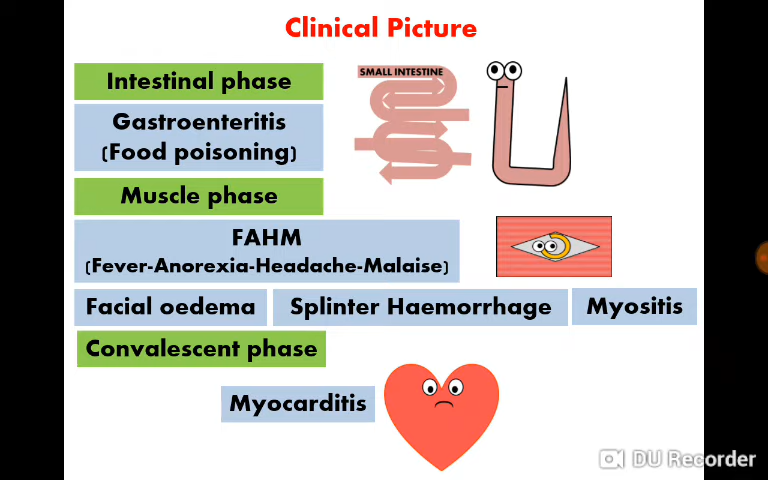 Clinical Picture
Intestinal phase
SMALL INTESTINE
Gastroenteritis
(Food poisoning)
Muscle phase
FAHM
(Fever-Anorexia-Headache-Malaise)
Facial oedema
Splinter Haemorrhage
Myositis
Convalescent phase
Myocarditis
DU Recorder